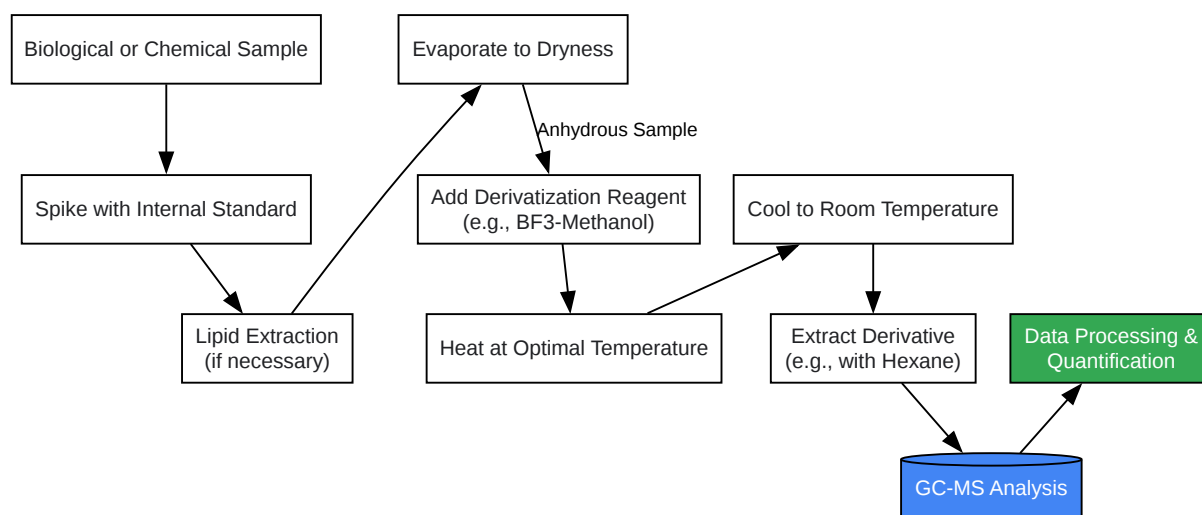 Biological or Chemical Sample
Spike with Internal Standard
Lipid Extraction
(if necessary)
Evaporate to Dryness
Anhydrous Sample
Add Derivatization Reagent
(e.g., BF3-Methanol)
Heat at Optimal Temperature
Cool to Room Temperature
Extract Derivative
(e.g., with Hexane)
GC-MS Analysis
Data Processing &
Quantification